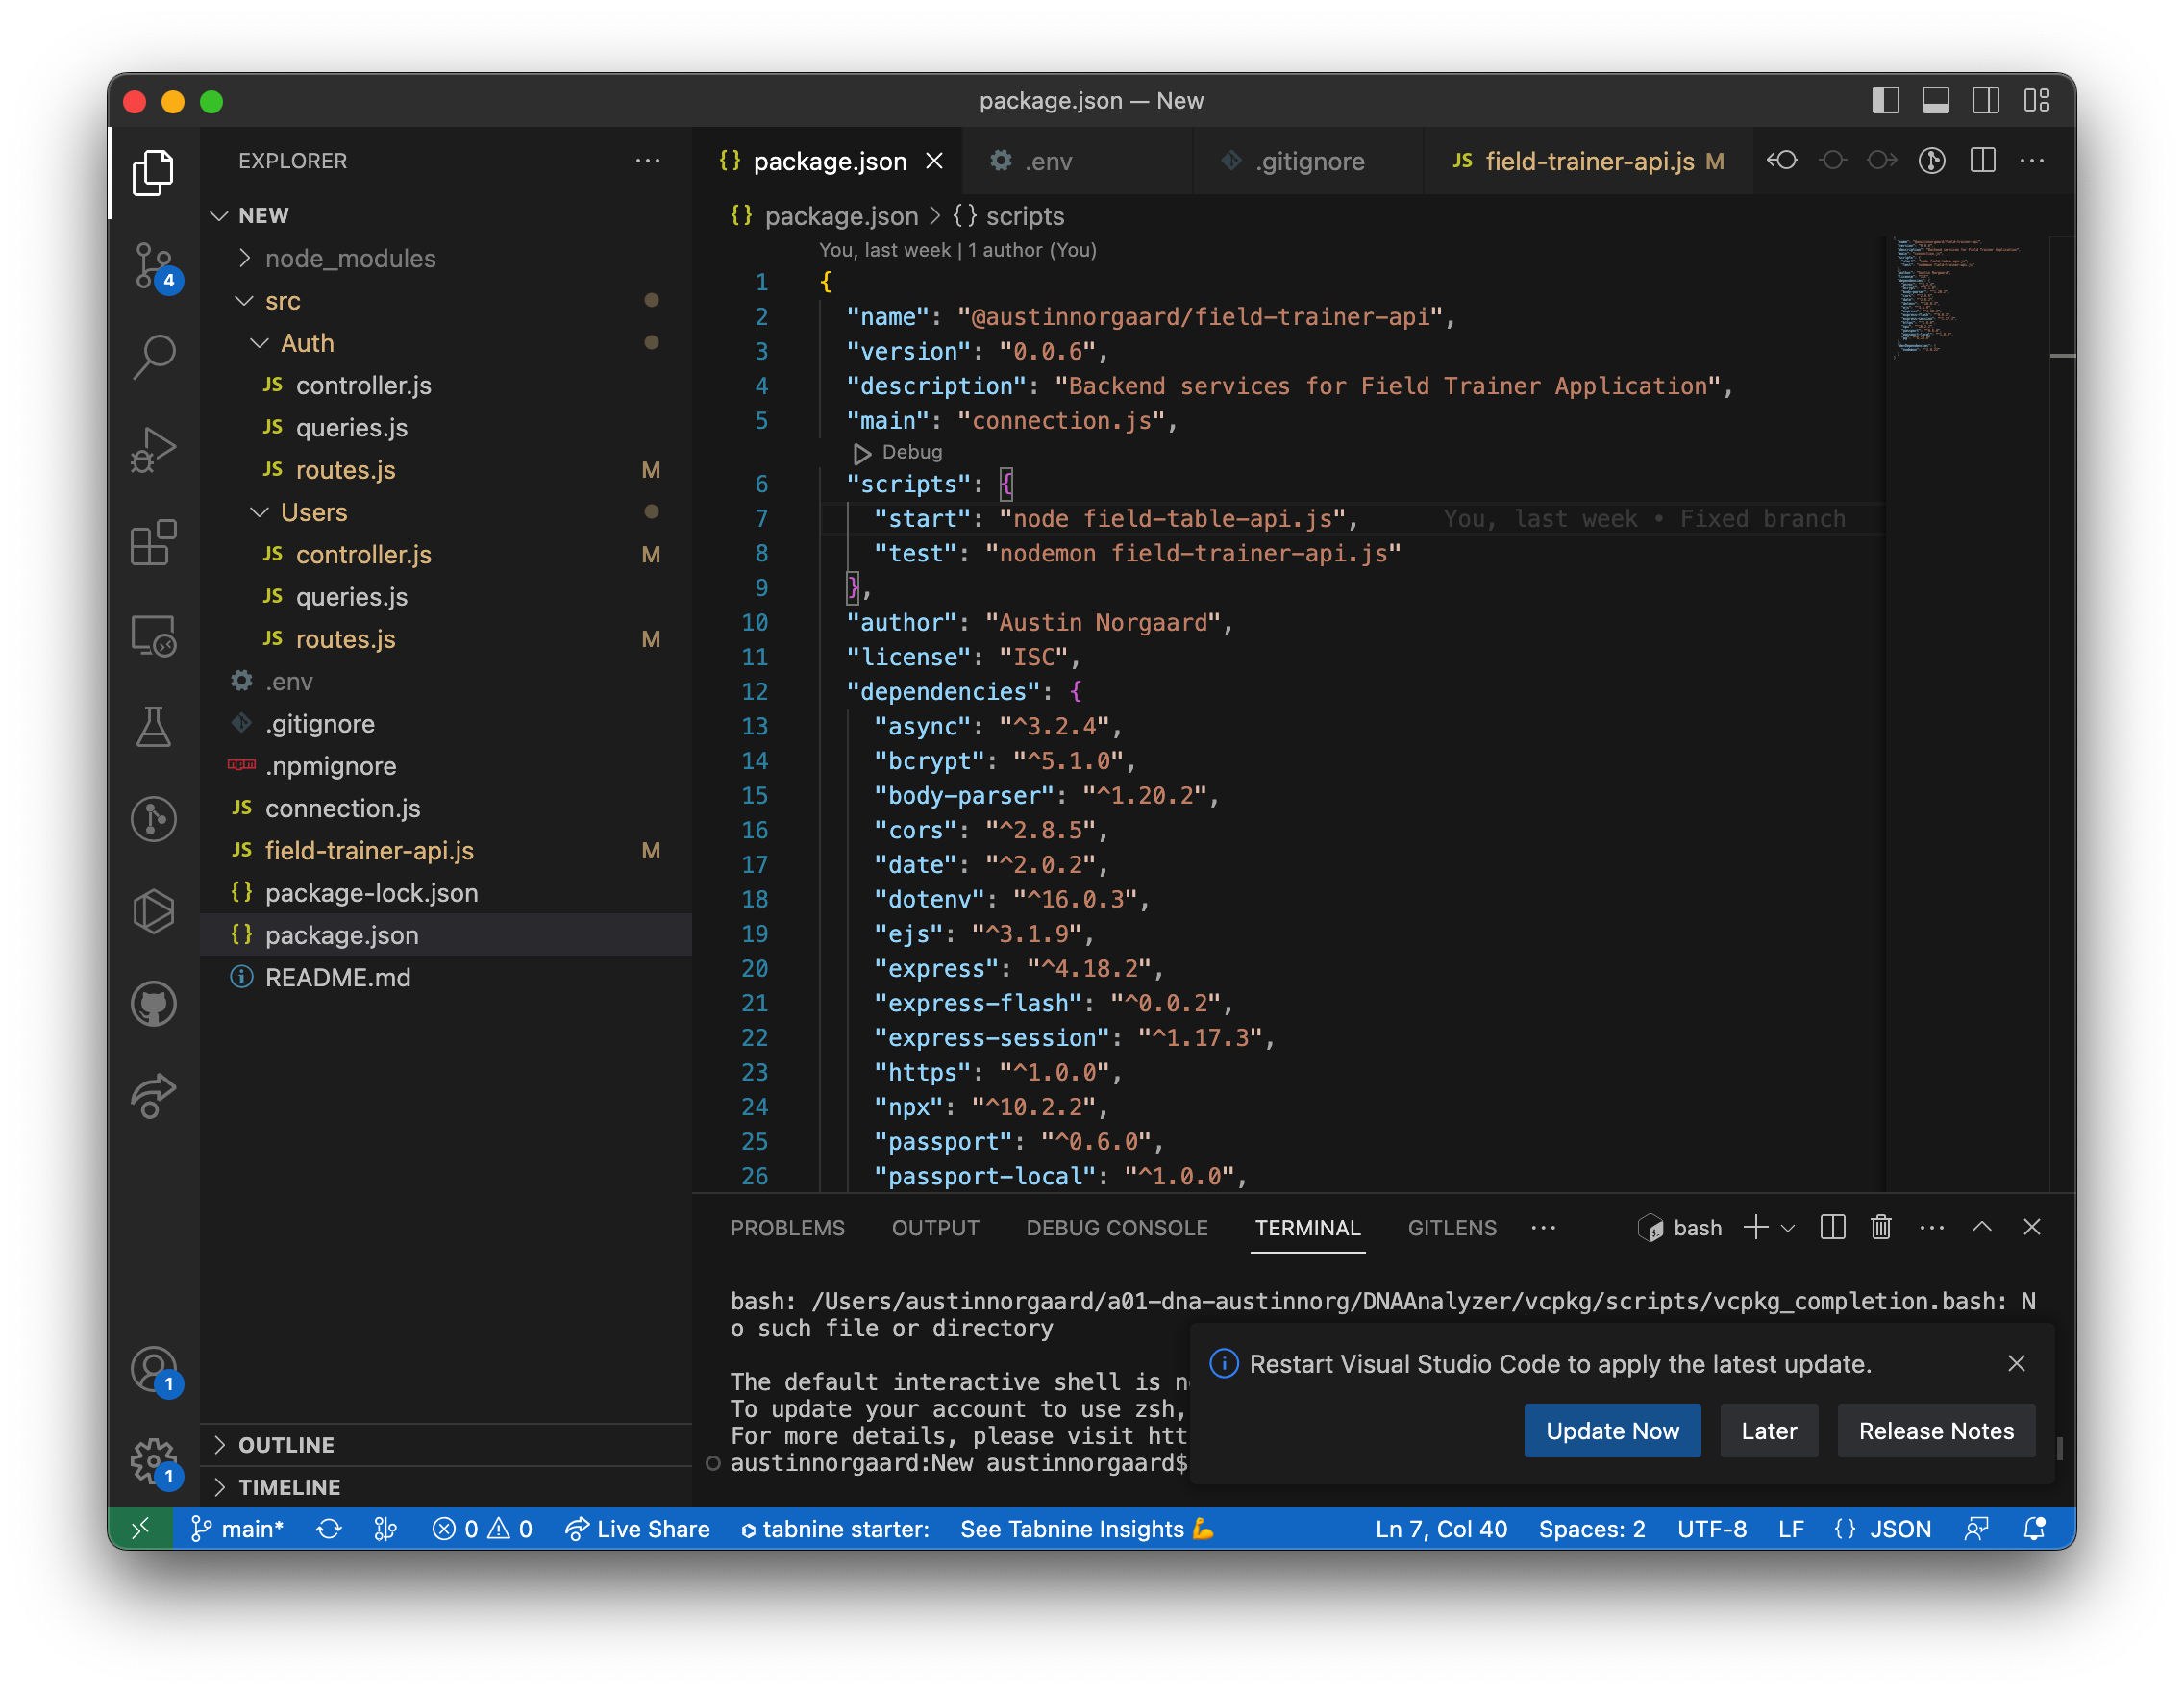 package.json — New
EXPLORER
NEW
node_modules
src
Auth
JS controller.js
JS queries.js
JS routes.js M
Users
JS controller.js M
JS queries.js
JS routes.js M
.env
.gitignore
.npmignore
JS connection.js
JS field-trainer-api.js M
{} package-lock.json
{} package.json
README.md
OUTLINE
TIMELINE
4
1
1
{} package.json
.env
.gitignore
JS field-trainer-api.js M
{} package.json > {} scripts
You, last week | 1 author (You)
1 {
2 "name": "@austinnorgaard/field-trainer-api",
3 "version": "0.0.6",
4 "description": "Backend services for Field Trainer Application",
5 "main": "connection.js",
Debug
6 "scripts": {
7 "start": "node field-table-api.js", You, last week • Fixed branch
8 "test": "nodemon field-trainer-api.js"
9 },
10 "author": "Austin Norgaard",
11 "license": "ISC",
12 "dependencies": {
13 "async": "^3.2.4",
14 "bcrypt": "^5.1.0",
15 "body-parser": "^1.20.2",
16 "cors": "^2.8.5",
17 "date": "^2.0.2",
18 "dotenv": "^16.0.3",
19 "ejs": "^3.1.9",
20 "express": "^4.18.2",
21 "express-flash": "^0.0.2",
22 "express-session": "^1.17.3",
23 "https": "^1.0.0",
24 "npx": "^10.2.2",
25 "passport": "^0.6.0",
26 "passport-local": "^1.0.0",
PROBLEMS OUTPUT DEBUG CONSOLE TERMINAL GITLENS ··· bash
bash: /Users/austinnorgaard/a01-dna-austinnorg/DNAAnalyzer/vcpkg/scripts/vcpkg_completion.bash: N
o such file or directory
The default interactive shell is n
To update your account to use zsh,
For more details, please visit htt
austinnorgaard:New austinnorgaard$
Restart Visual Studio Code to apply the latest update.
Update Now Later Release Notes
main* 0 0 Live Share tabnine starter: See Tabnine Insights 💪 Ln 7, Col 40 Spaces: 2 UTF-8 LF {} JSON